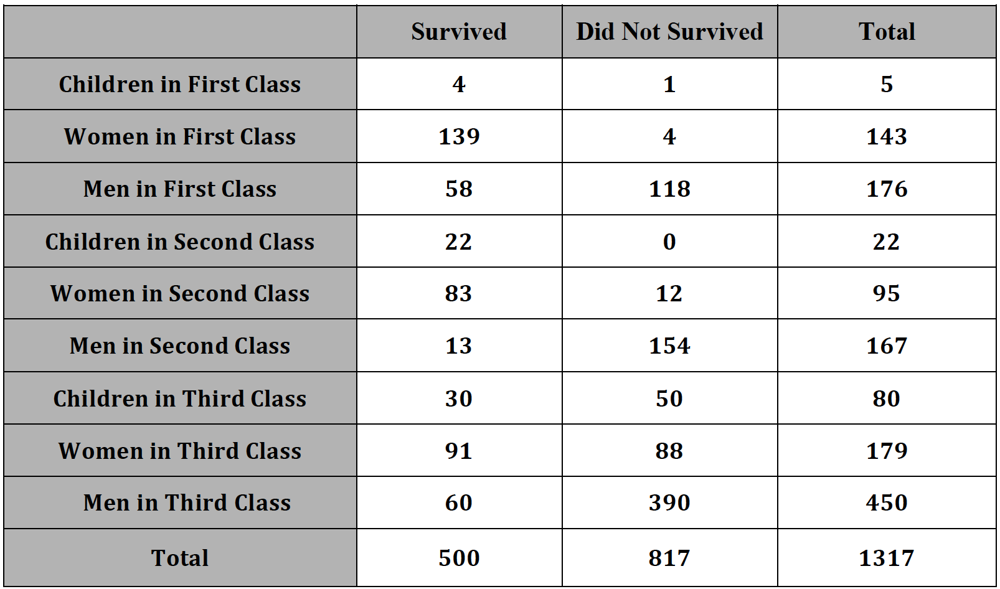 Survived Did Not Survived Total
Children in First Class 4 1 5
Women in First Class 139 4 143
Men in First Class 58 118 176
Children in Second Class 22 0 22
Women in Second Class 83 12 95
Men in Second Class 13 154 167
Children in Third Class 30 50 80
Women in Third Class 91 88 179
Men in Third Class 60 390 450
Total 500 817 1317